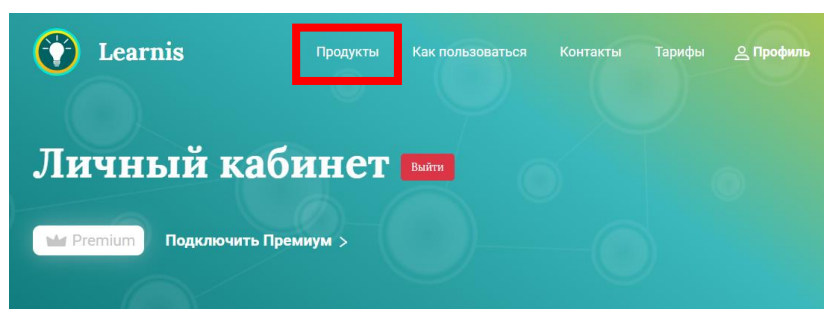 Learnis Продукты Как пользоваться Контакты Тарифы Профиль
Личный кабинет Выйти
Premium Подключить Премиум >